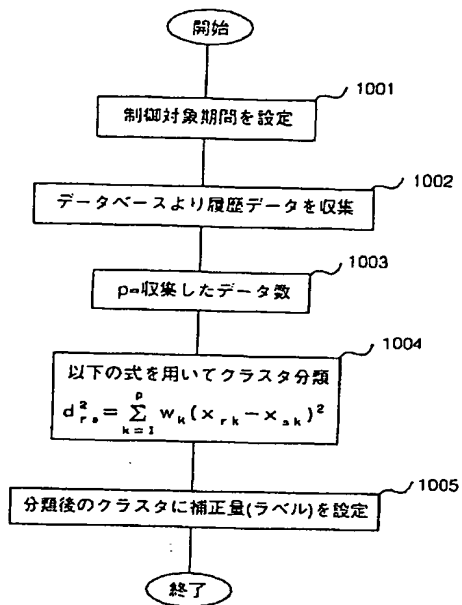 開始
1001
制御対象期間を設定
1002
データベースより履歴データを収集
1003
p=収集したデータ数
1004
以下の式を用いてクラスタ分類
d²ᵣₛ = Σ_{k=1}^{p} wₖ(xᵣₖ−xₛₖ)²
1005
分類後のクラスタに補正量(ラベル)を設定
終了